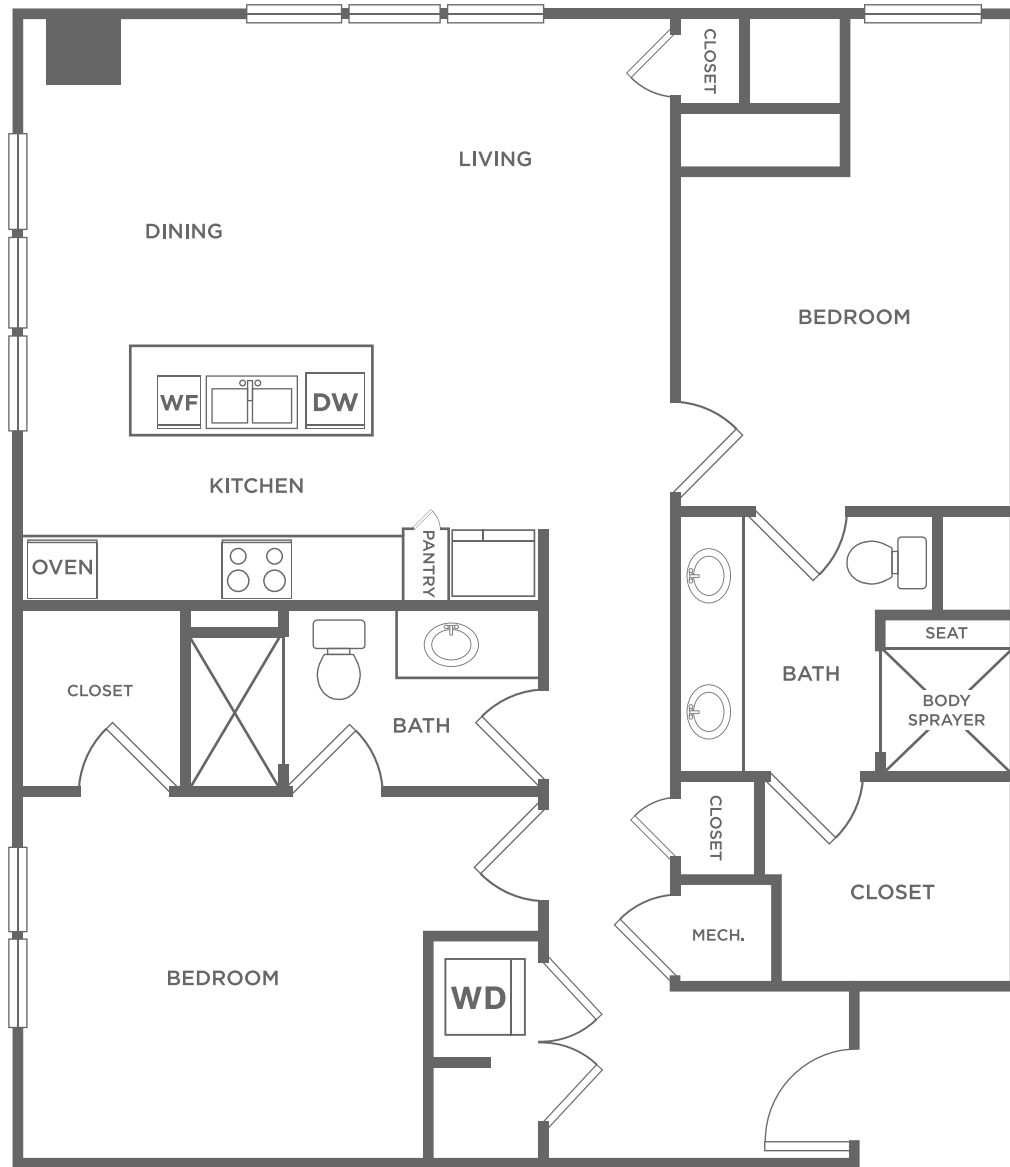 CLOSET
LIVING
DINING
BEDROOM
WF
DW
KITCHEN
OVEN
PANTRY
SEAT
CLOSET
BATH
BODY
SPRAYER
BATH
CLOSET
CLOSET
MECH.
BEDROOM
WD